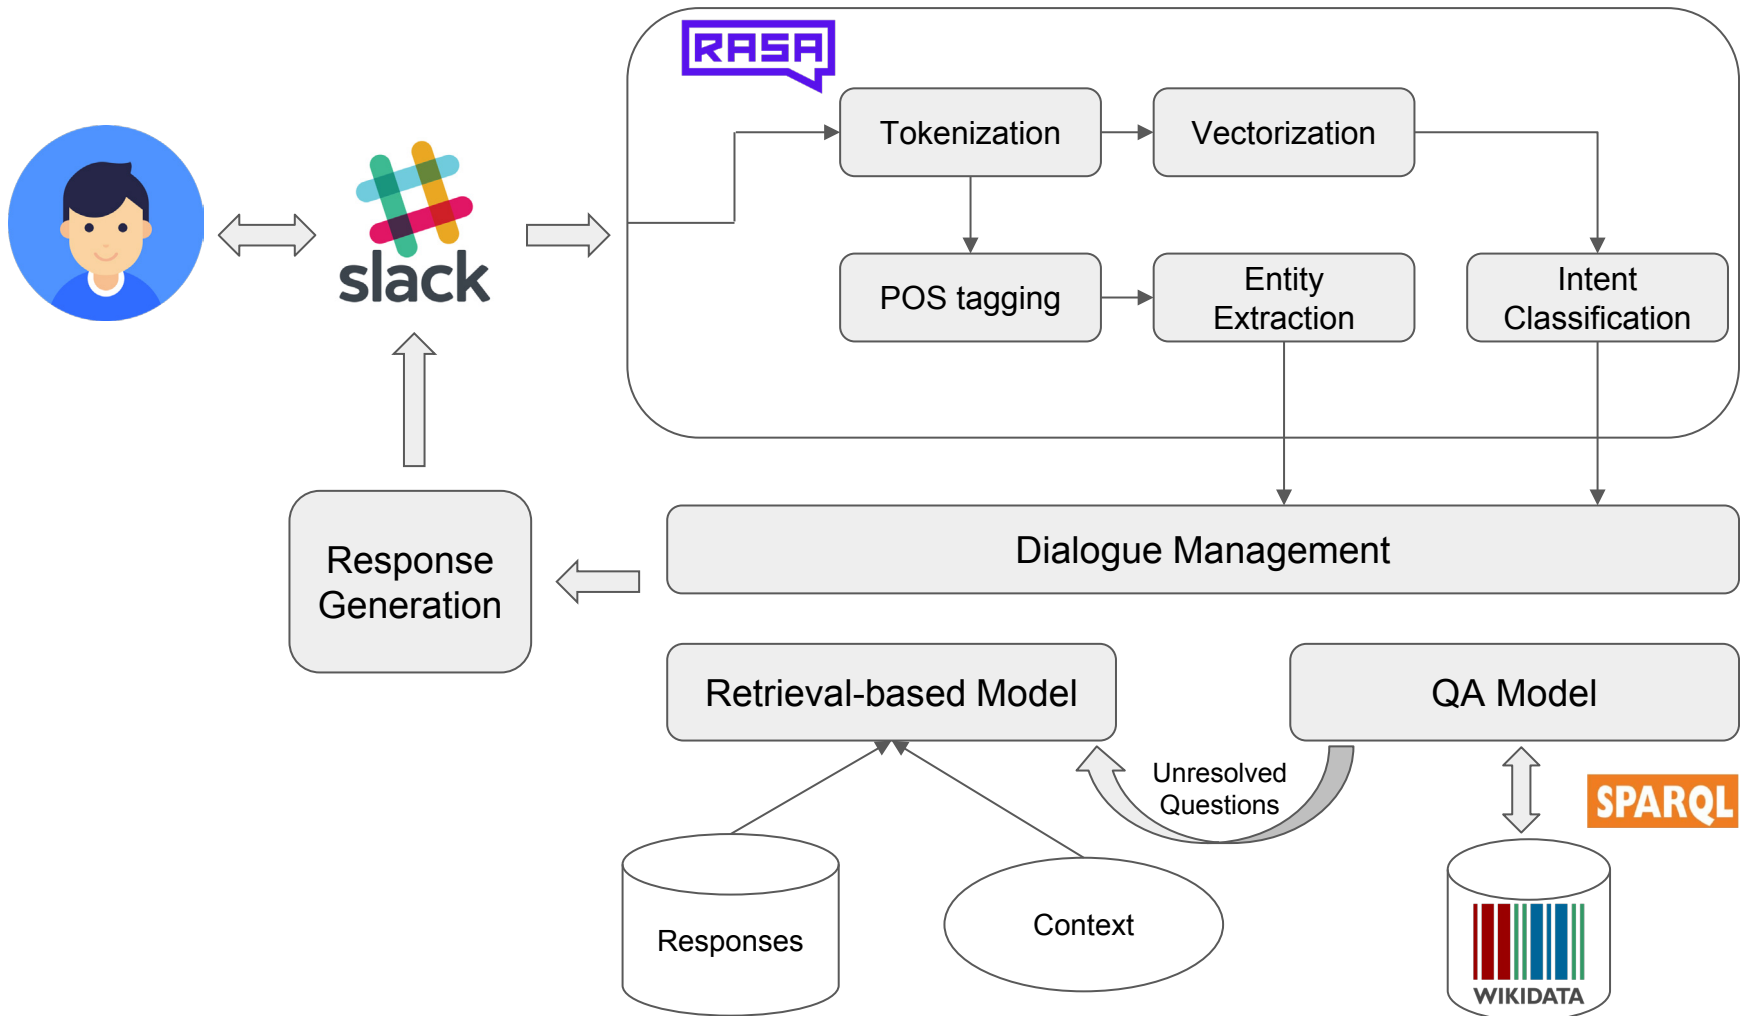 RASA
Tokenization
Vectorization
slack
POS tagging
Entity
Extraction
Intent
Classification
Response
Generation
Dialogue Management
Retrieval-based Model
QA Model
Unresolved
Questions
SPARQL
Responses
Context
WIKIDATA